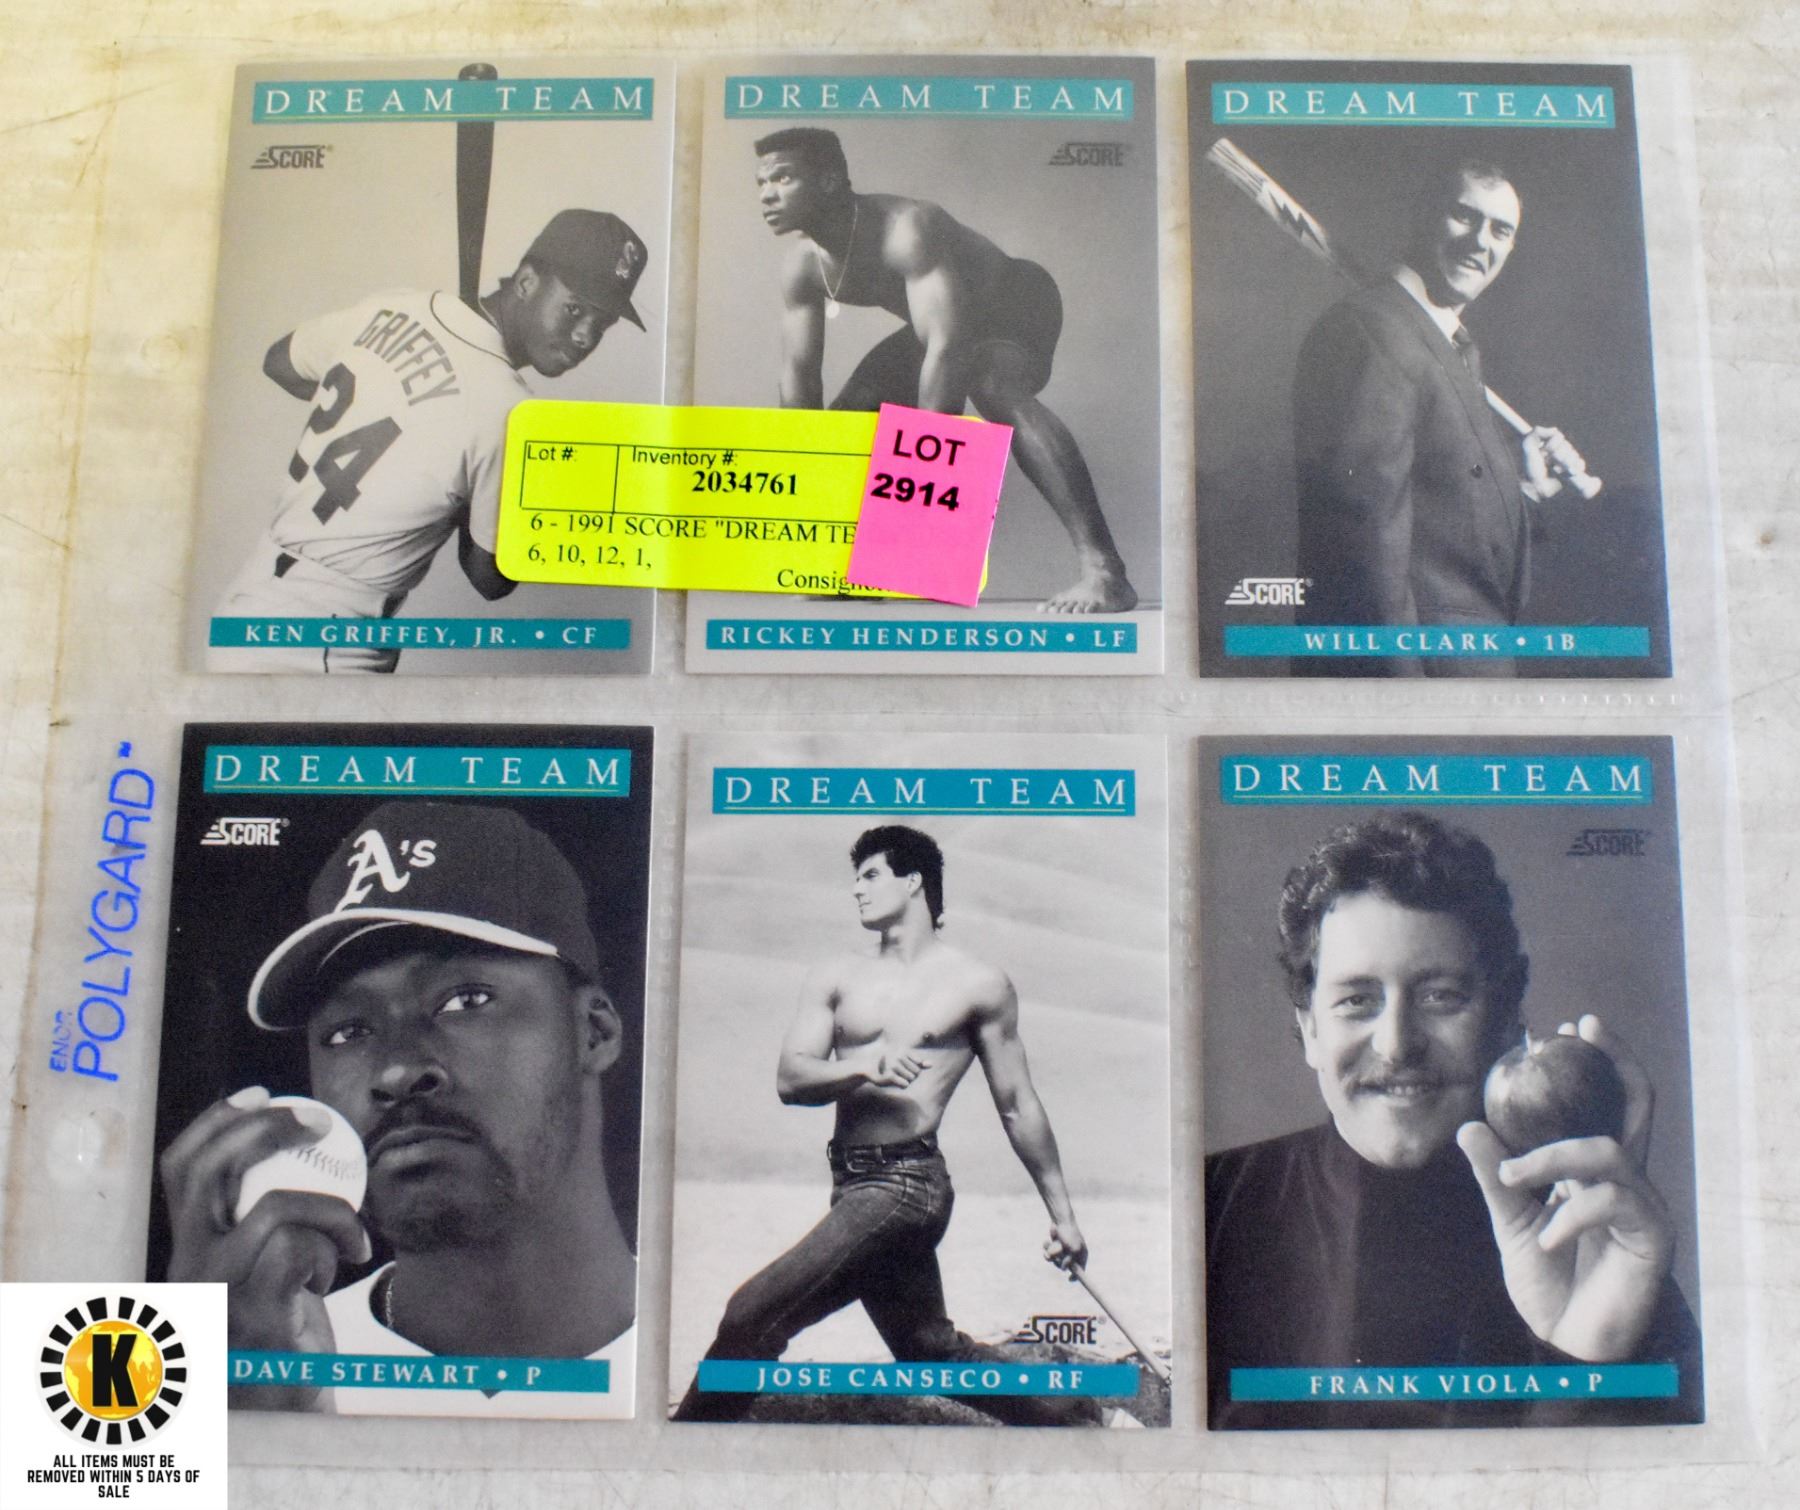 DREAM TEAM
SCORE®
S
GRIFFEY
24
KEN GRIFFEY, JR. • CF
DREAM TEAM
SCORE®
RICKEY HENDERSON • LF
DREAM TEAM
SCORE®
WILL CLARK • 1B
Lot #:
Inventory #:
2034761
6 - 1991 SCORE "DREAM TE
6, 10, 12, 1,
LOT
2914
ENOR
POLYGARD™
DREAM TEAM
SCORE®
A's
DAVE STEWART • P
DREAM TEAM
SCORE®
JOSE CANSECO • RF
DREAM TEAM
SCORE®
FRANK VIOLA • P
K
ALL ITEMS MUST BE
REMOVED WITHIN 5 DAYS OF
SALE